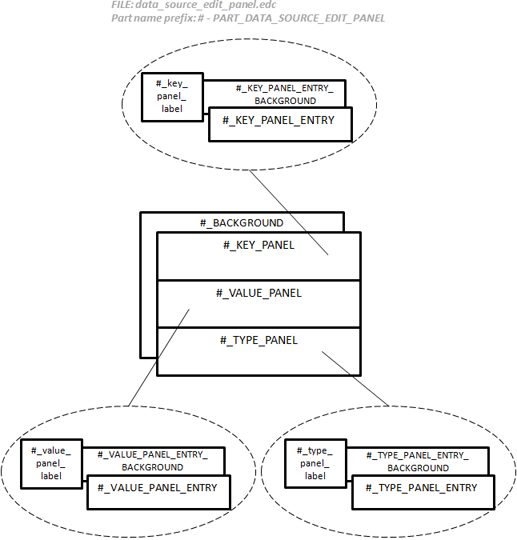 FILE: data_source_edit_panel.edc
Part name prefix: # - PART_DATA_SOURCE_EDIT_PANEL
#_key_
panel_
label
#_KEY_PANEL_ENTRY_
BACKGROUND
#_KEY_PANEL_ENTRY
#_BACKGROUND
#_KEY_PANEL
#_VALUE_PANEL
#_TYPE_PANEL
#_value_
panel_
label
#_VALUE_PANEL_ENTRY_
BACKGROUND
#_VALUE_PANEL_ENTRY
#_type_
panel_
label
#_TYPE_PANEL_ENTRY_
BACKGROUND
#_TYPE_PANEL_ENTRY